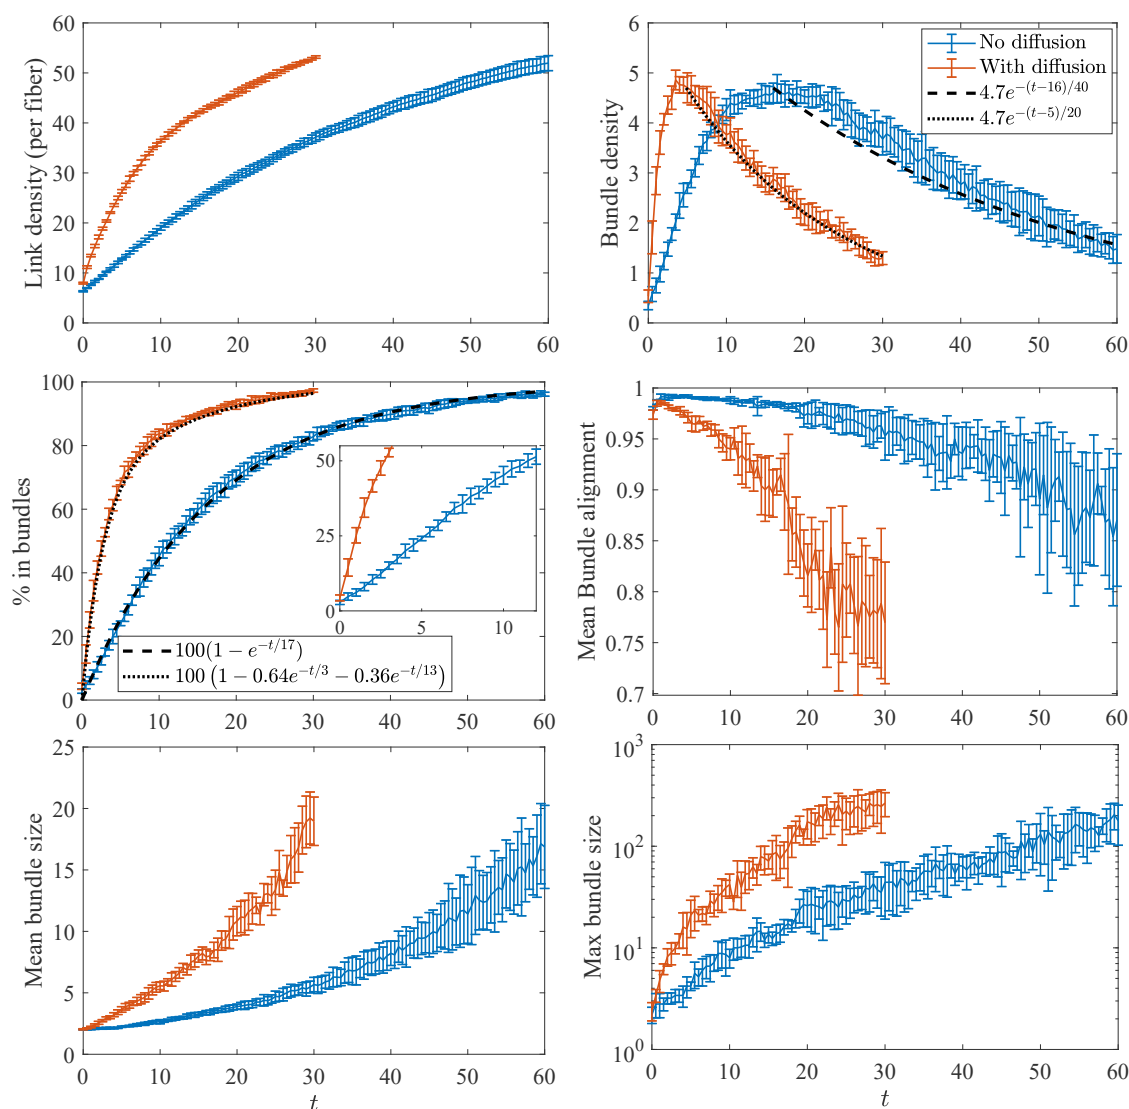 Link density (per fiber)
60
50
40
30
20
10
0
0 10 20 30 40 50 60
Bundle density
6
5
4
3
2
1
0
0 10 20 30 40 50 60
No diffusion
With diffusion
4.7e^{-(t-16)/40}
4.7e^{-(t-5)/20}
% in bundles
100
80
60
40
20
0
0 10 20 30 40 50 60
50
25
0
0 5 10
100(1 − e^{-t/17})
100 (1 − 0.64e^{-t/3} − 0.36e^{-t/13})
Mean Bundle alignment
1
0.95
0.9
0.85
0.8
0.75
0.7
0 10 20 30 40 50 60
Mean bundle size
25
20
15
10
5
0
0 10 20 30 40 50 60
t
Max bundle size
10^3
10^2
10^1
10^0
0 10 20 30 40 50 60
t